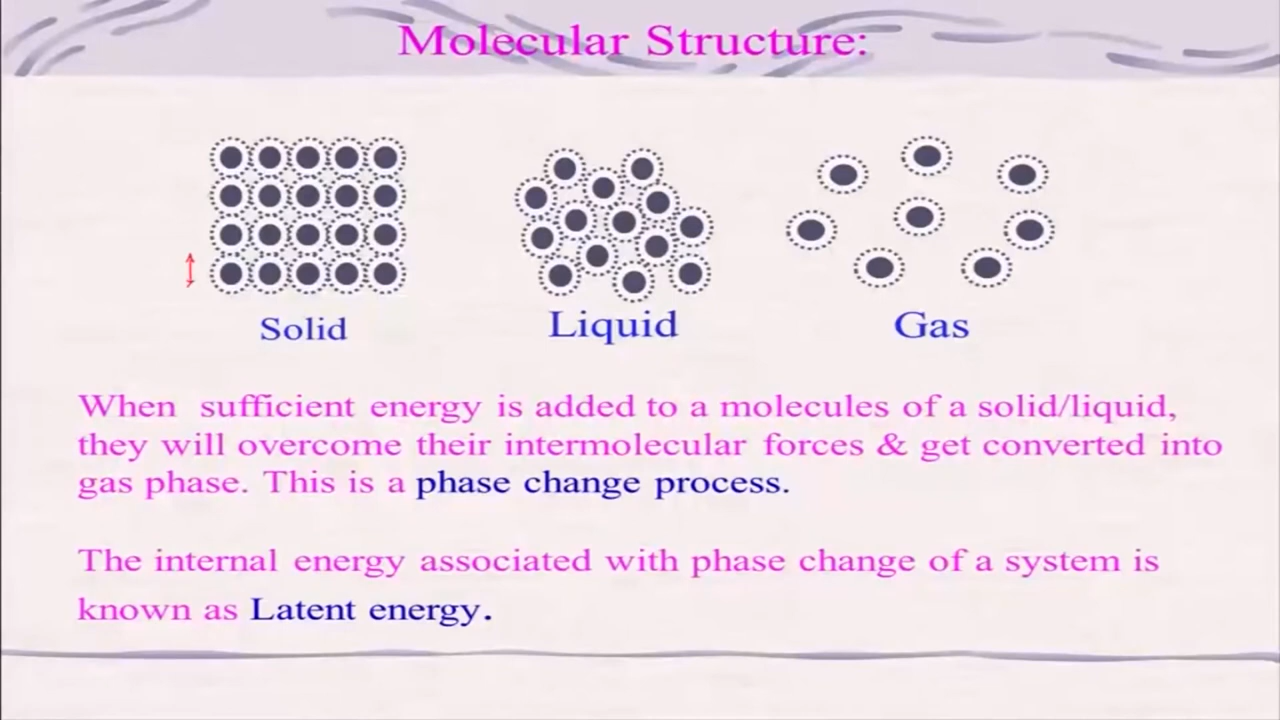 Molecular Structure:
Solid
Liquid
Gas
When sufficient energy is added to a molecules of a solid/liquid,
they will overcome their intermolecular forces & get converted into
gas phase. This is a phase change process.
The internal energy associated with phase change of a system is
known as Latent energy.